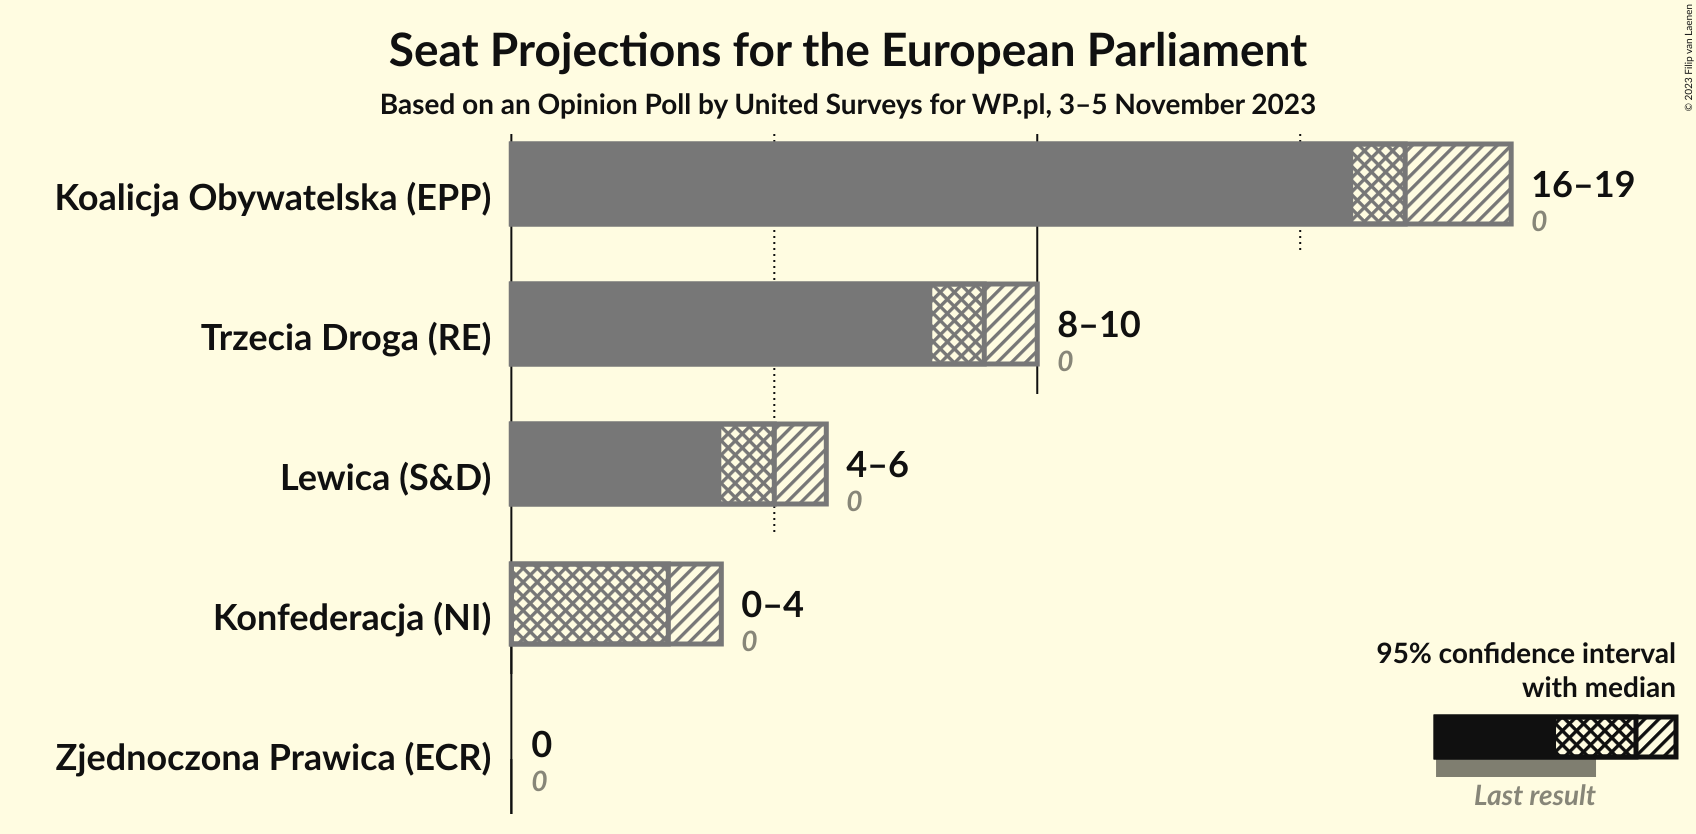 Seat Projections for the European Parliament
Based on an Opinion Poll by United Surveys for WP.pl, 3–5 November 2023
© 2023 Filip van Laenen
Koalicja Obywatelska (EPP)
16–19
0
Trzecia Droga (RE)
8–10
0
Lewica (S&D)
4–6
0
Konfederacja (NI)
0–4
0
Zjednoczona Prawica (ECR)
0
0
95% confidence interval
with median
Last result